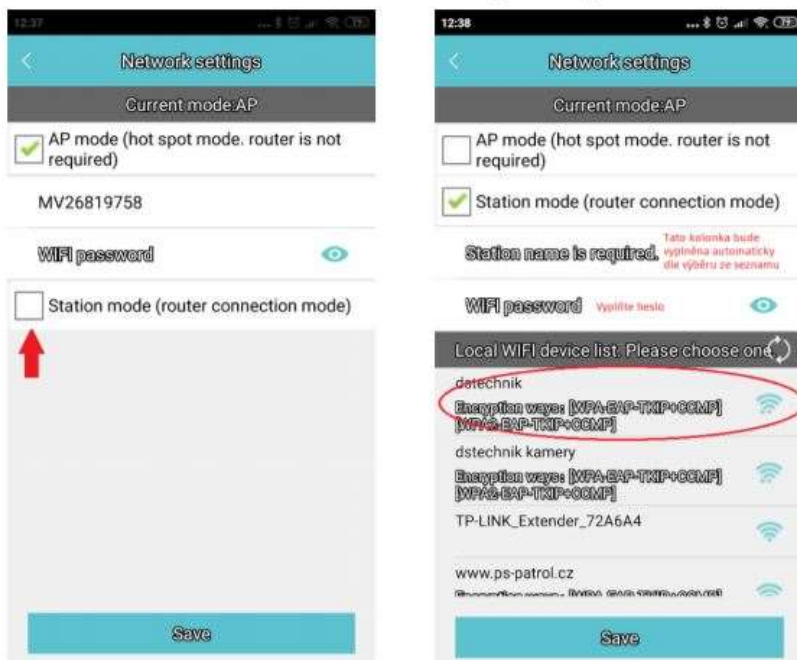 12:37
Network settings
Current mode:AP
AP mode (hot spot mode. router is not
required)
MV26819758
WIFI password
Station mode (router connection mode)
Save
12:38
Network settings
Current mode:AP
AP mode (hot spot mode. router is not
required)
Station mode (router connection mode)
Station name is required.
Tato kolonka bude
vyplněna automaticky
dle výběru ze seznamu
WIFI password
Vyplňte heslo
Local WIFI device list. Please choose one
dstechnik
Encryption ways: [WPA-EAP-TKIP+CCMP]
[WPA2-EAP-TKIP+CCMP]
dstechnik kamery
Encryption ways: [WPA-EAP-TKIP+CCMP]
[WPA2-EAP-TKIP+CCMP]
TP-LINK_Extender_72A6A4
www.ps-patrol.cz
Save